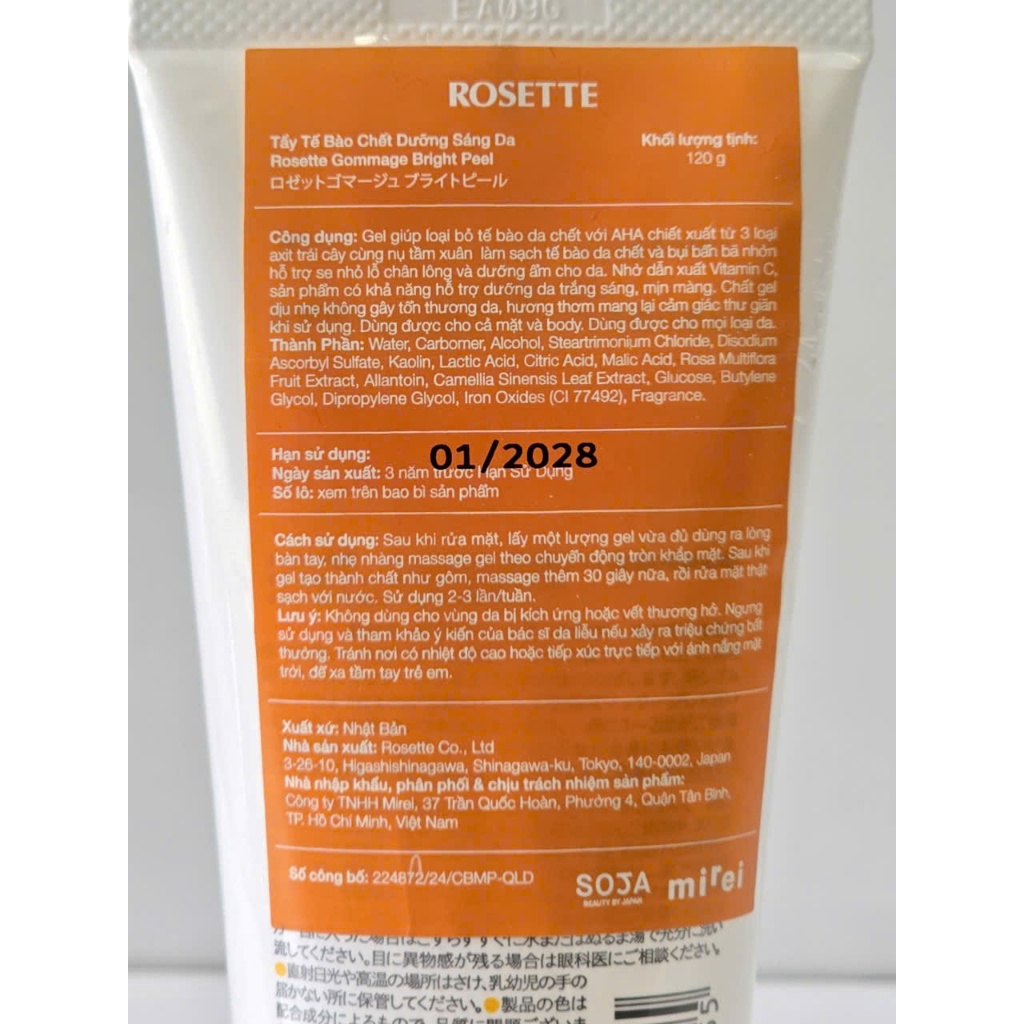 EA09G
ROSETTE
Tẩy Tế Bào Chết Dưỡng Sáng Da
Rosette Gommage Bright Peel
ロゼットゴマージュ ブライトピール
Khối lượng tịnh:
120 g
Công dụng: Gel giúp loại bỏ tế bào da chết với AHA chiết xuất từ 3 loại
axit trái cây cùng nụ tầm xuân làm sạch tế bào da chết và bụi bẩn bã nhờn
hỗ trợ se nhỏ lỗ chân lông và dưỡng ẩm cho da. Nhờ dẫn xuất Vitamin C,
sản phẩm có khả năng hỗ trợ dưỡng da trắng sáng, mịn màng. Chất gel
dịu nhẹ không gây tổn thương da, hương thơm mang lại cảm giác thư giãn
khi sử dụng. Dùng được cho cả mặt và body. Dùng được cho mọi loại da.
Thành Phần: Water, Carbomer, Alcohol, Steartrimonium Chloride, Disodium
Ascorbyl Sulfate, Kaolin, Lactic Acid, Citric Acid, Malic Acid, Rosa Multiflora
Fruit Extract, Allantoin, Camellia Sinensis Leaf Extract, Glucose, Butylene
Glycol, Dipropylene Glycol, Iron Oxides (CI 77492), Fragrance.
Hạn sử dụng: 01/2028
Ngày sản xuất: 3 năm trước Hạn Sử Dụng
Số lô: xem trên bao bì sản phẩm
Cách sử dụng: Sau khi rửa mặt, lấy một lượng gel vừa đủ dùng ra lòng
bàn tay, nhẹ nhàng massage gel theo chuyển động tròn khắp mặt. Sau khi
gel tạo thành chất như gôm, massage thêm 30 giây nữa, rồi rửa mặt thật
sạch với nước. Sử dụng 2-3 lần/tuần.
Lưu ý: Không dùng cho vùng da bị kích ứng hoặc vết thương hở. Ngưng
sử dụng và tham khảo ý kiến của bác sĩ da liễu nếu xảy ra triệu chứng bất
thường. Tránh nơi có nhiệt độ cao hoặc tiếp xúc trực tiếp với ánh nắng mặt
trời, để xa tầm tay trẻ em.
Xuất xứ: Nhật Bản
Nhà sản xuất: Rosette Co., Ltd
3-26-10, Higashishinagawa, Shinagawa-ku, Tokyo, 140-0002, Japan
Nhà nhập khẩu, phân phối & chịu trách nhiệm sản phẩm:
Công ty TNHH Mirei, 37 Trần Quốc Hoàn, Phường 4, Quận Tân Bình,
TP. Hồ Chí Minh, Việt Nam
Số công bố: 224872/24/CBMP-QLD
SOJA
BEAUTY BY JAPAN
mirei
流してください。目に異物感が残る場合は眼科医にご相談ください。
●直射日光や高温の場所はさけ、乳幼児の手の
届かない所に保管してください。●製品の色は